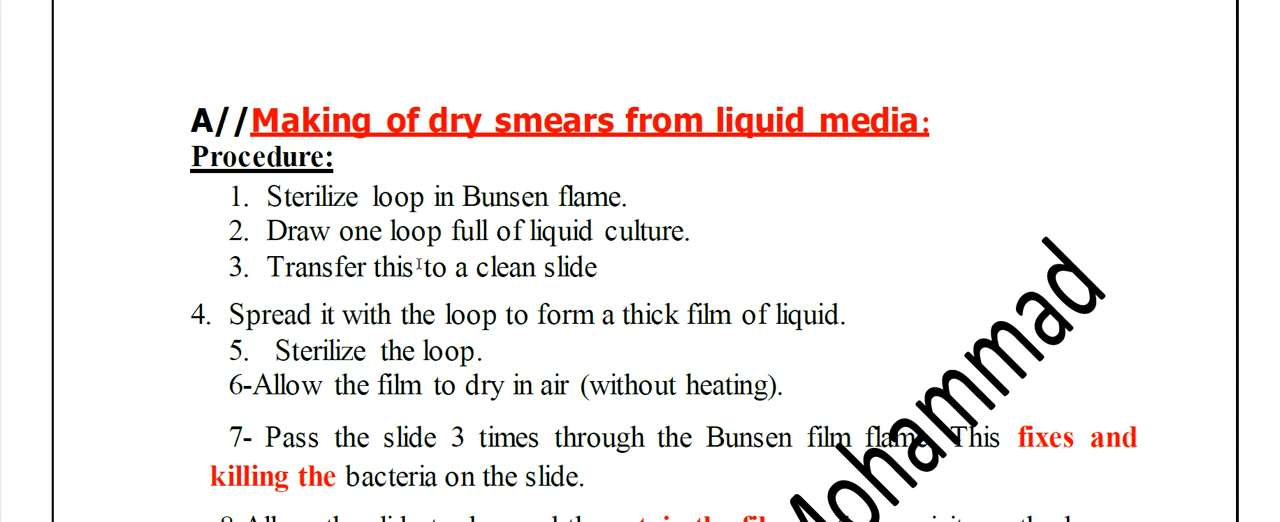 A//Making of dry smears from liquid media:
Procedure:
1. Sterilize loop in Bunsen flame.
2. Draw one loop full of liquid culture.
3. Transfer this to a clean slide
4. Spread it with the loop to form a thick film of liquid.
5. Sterilize the loop.
6-Allow the film to dry in air (without heating).
7- Pass the slide 3 times through the Bunsen film flame. This fixes and
killing the bacteria on the slide.
Mohammad